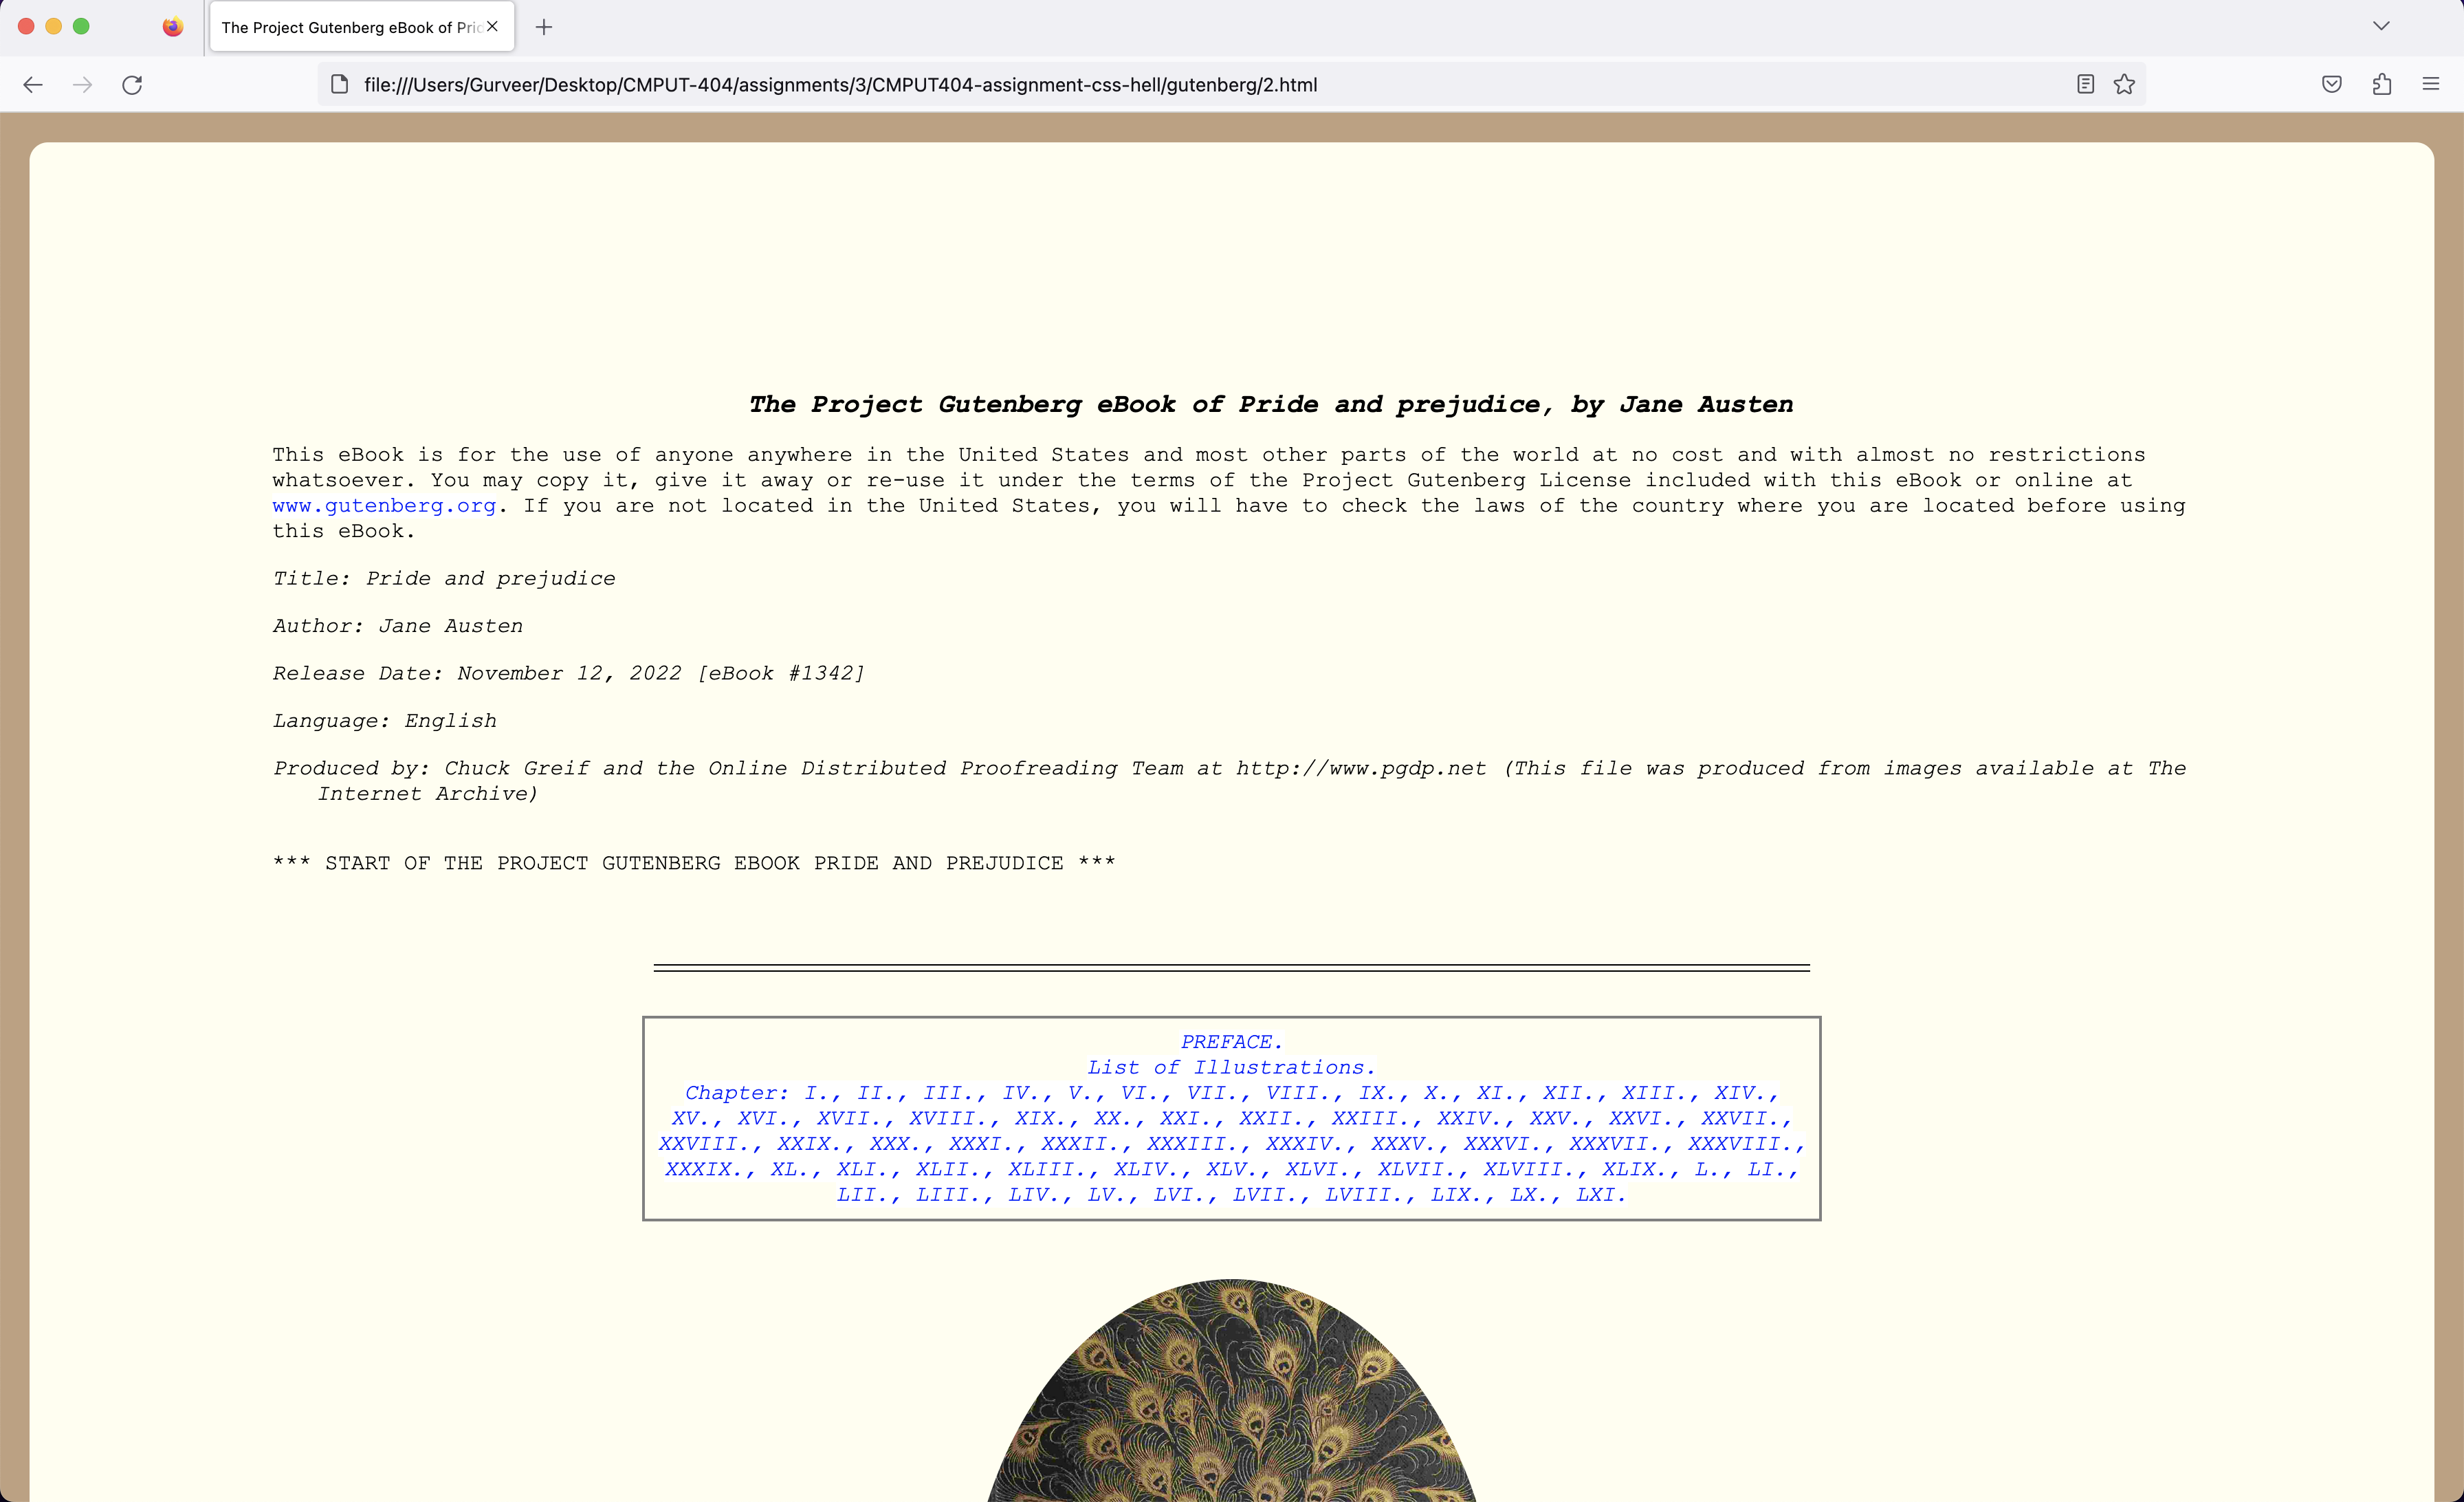 The Project Gutenberg eBook of Pri
file:///Users/Gurveer/Desktop/CMPUT-404/assignments/3/CMPUT404-assignment-css-hell/gutenberg/2.html
The Project Gutenberg eBook of Pride and prejudice, by Jane Austen
This eBook is for the use of anyone anywhere in the United States and most other parts of the world at no cost and with almost no restrictions
whatsoever. You may copy it, give it away or re-use it under the terms of the Project Gutenberg License included with this eBook or online at
www.gutenberg.org. If you are not located in the United States, you will have to check the laws of the country where you are located before using
this eBook.
Title: Pride and prejudice
Author: Jane Austen
Release Date: November 12, 2022 [eBook #1342]
Language: English
Produced by: Chuck Greif and the Online Distributed Proofreading Team at http://www.pgdp.net (This file was produced from images available at The
Internet Archive)
*** START OF THE PROJECT GUTENBERG EBOOK PRIDE AND PREJUDICE ***
PREFACE.
List of Illustrations.
Chapter: I., II., III., IV., V., VI., VII., VIII., IX., X., XI., XII., XIII., XIV.,
XV., XVI., XVII., XVIII., XIX., XX., XXI., XXII., XXIII., XXIV., XXV., XXVI., XXVII.,
XXVIII., XXIX., XXX., XXXI., XXXII., XXXIII., XXXIV., XXXV., XXXVI., XXXVII., XXXVIII.,
XXXIX., XL., XLI., XLII., XLIII., XLIV., XLV., XLVI., XLVII., XLVIII., XLIX., L., LI.,
LII., LIII., LIV., LV., LVI., LVII., LVIII., LIX., LX., LXI.